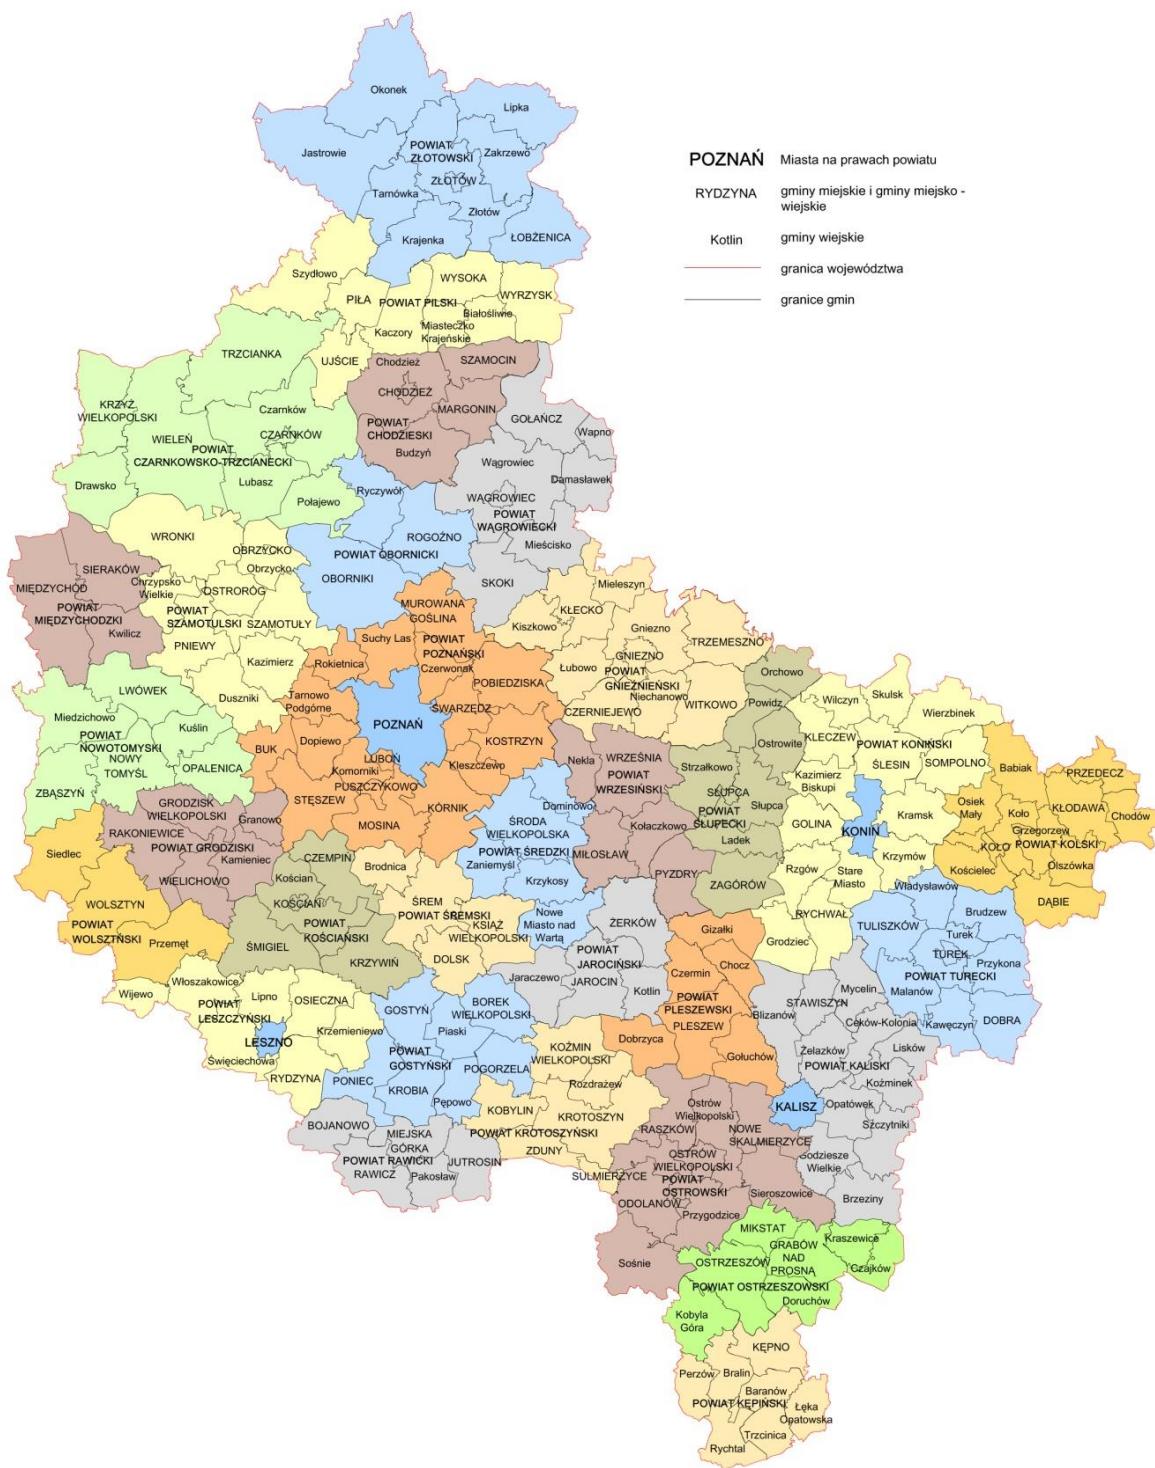 Okonek
Lipka
Jastrowie
POWIAT
ZŁOTOWSKI
Zakrzewo
ZŁOTÓW
Tarnówka
Złotów
Krajenka
ŁOBŻENICA
POZNAŃ Miasta na prawach powiatu
RYDZYNA gminy miejskie i gminy miejsko -
wiejskie
Kotlin gminy wiejskie
granica województwa
granice gmin
Szydłowo
WYSOKA
PIŁA
POWIAT PILSKI
WYRZYSK
Białośliwie
Kaczory
Miasteczko
Krajeńskie
UJŚCIE
TRZCIANKA
Chodzież
SZAMOCIN
CHODZIEŻ
MARGONIN
POWIAT
CHODZIESKI
Budzyń
KRZYŻ
WIELKOPOLSKI
Czarnków
CZARNKÓW
WIELEŃ
POWIAT
CZARNKOWSKO-TRZCIANECKI
Drawsko
Lubasz
Połajewo
GOŁAŃCZ
Wapno
Wągrowiec
Damasławek
WĄGROWIEC
POWIAT
WĄGROWIECKI
Mieścisko
SKOKI
Ryczywół
ROGOŹNO
POWIAT OBORNICKI
OBORNIKI
WRONKI
OBRZYCKO
Obrzycko
Chrzypsko
Wielkie
OSTRORÓG
POWIAT
SZAMOTULSKI
SZAMOTUŁY
PNIEWY
Kazimierz
Duszniki
SIERAKÓW
MIĘDZYCHÓD
POWIAT
MIĘDZYCHODZKI
Kwilicz
MUROWANA
GOŚLINA
Suchy Las
POWIAT
POZNAŃSKI
Rokietnica
Czerwonak
POBIEDZISKA
Tarnowo
Podgórne
SWARZĘDZ
POZNAŃ
BUK
Dopiewo
KOSTRZYN
LUBOŃ
Komorniki
Kleszczewo
PUSZCZYKOWO
STĘSZEW
KÓRNIK
MOSINA
Mieleszyn
KŁECKO
Kiszkowo
Gniezno
TRZEMESZNO
GNIEZNO
Łubowo
POWIAT
GNIEŹNIEŃSKI
Niechanowo
CZERNIEJEWO
WITKOWO
LWÓWEK
Miedzichowo
Kuślin
POWIAT
NOWOTOMYSKI
NOWY
TOMYŚL
OPALENICA
ZBĄSZYŃ
GRODZISK
WIELKOPOLSKI
Granowo
RAKONIEWICE
POWIAT GRODZISKI
Kamieniec
WIELICHOWO
Siedlec
WOLSZTYN
POWIAT
WOLSZTŃSKI
Przemęt
CZEMPIN
Kościan
KOŚCIAN
POWIAT
KOŚCIAŃSKI
ŚMIGIEL
KRZYWIŃ
Brodnica
ŚREM
POWIAT ŚREMSKI
KSIĄŻ
WIELKOPOLSKI
DOLSK
Dominowo
ŚRODA
WIELKOPOLSKA
POWIAT ŚREDZKI
Zaniemyśl
Krzykosy
Nowe
Miasto nad
Wartą
Nekla
WRZEŚNIA
POWIAT
WRZESIŃSKI
Kołaczkowo
MIŁOSŁAW
PYZDRY
Orchowo
Powidz
Ostrowite
Strzałkowo
SŁUPCA
Słupca
POWIAT
SŁUPECKI
Lądek
ZAGÓRÓW
Wilczyn
Skulsk
Wierzbinek
KLECZEW
POWIAT KONIŃSKI
ŚLESIN
SOMPOLNO
Kazimierz
Biskupi
Kramsk
GOLINA
KONIN
Krzymów
Rzgów
Stare
Miasto
RYCHWAŁ
Grodziec
Babiak
PRZEDECZ
Osiek
Mały
Koło
KŁODAWA
Chodów
Grzegorzew
KOŁO
POWIAT KOLSKI
Kościelec
Olszówka
DĄBIE
Władysławów
TULISZKÓW
Brudzew
Turek
TUREK
Przykona
POWIAT TURECKI
Malanów
Kawęczyn
DOBRA
ŻERKÓW
POWIAT
JAROCIŃSKI
Jaraczewo
JAROCIN
Kotlin
Gizałki
Chocz
Czermin
POWIAT
PLESZEWSKI
PLESZEW
Dobrzyca
Gołuchów
Mycelin
STAWISZYN
Blizanów
Ceków-Kolonia
Żelazków
Lisków
POWIAT KALISKI
Koźminek
KALISZ
Opatówek
Szczytniki
Godziesze
Wielkie
Brzeziny
Włoszakowice
Wijewo
Lipno
OSIECZNA
POWIAT
LESZCZYŃSKI
Krzemieniewo
LESZNO
Święciechowa
RYDZYNA
GOSTYŃ
BOREK
WIELKOPOLSKI
Piaski
POWIAT
GOSTYŃSKI
POGORZELA
PONIEC
KROBIA
Pępowo
BOJANOWO
MIEJSKA
GÓRKA
POWIAT RAWICKI
JUTROSIN
RAWICZ
Pakosław
KOŹMIN
WIELKOPOLSKI
Rozdrażew
KOBYLIN
KROTOSZYN
POWIAT KROTOSZYŃSKI
ZDUNY
SULMIERZYCE
Ostrów
Wielkopolski
RASZKÓW
NOWE
SKALMIERZYCE
OSTRÓW
WIELKOPOLSKI
POWIAT
OSTROWSKI
ODOLANÓW
Sieroszowice
Przygodzice
Sośnie
MIKSTAT
Kraszewice
GRABÓW
NAD
PROSNĄ
OSTRZESZÓW
Czajków
POWIAT OSTRZESZOWSKI
Doruchów
Kobyla
Góra
KĘPNO
Perzów
Bralin
Baranów
POWIAT KĘPIŃSKI
Łęka
Opatowska
Trzcinica
Rychtal